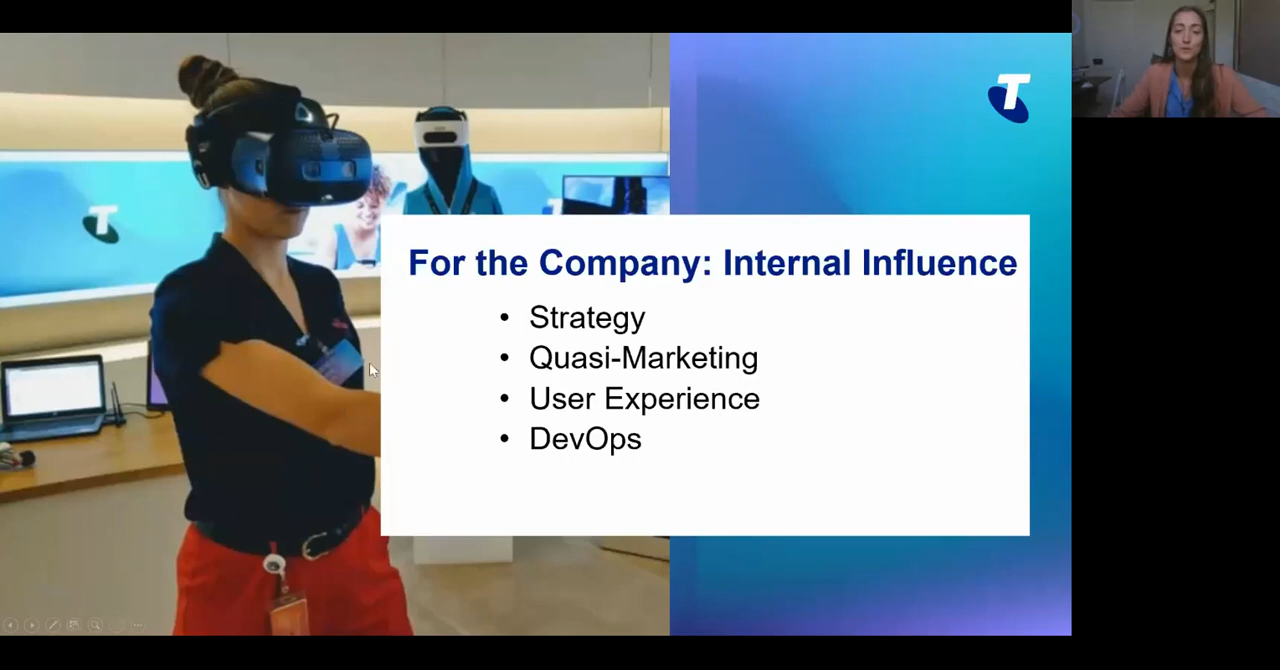 T
T
For the Company: Internal Influence
• Strategy
• Quasi-Marketing
• User Experience
• DevOps